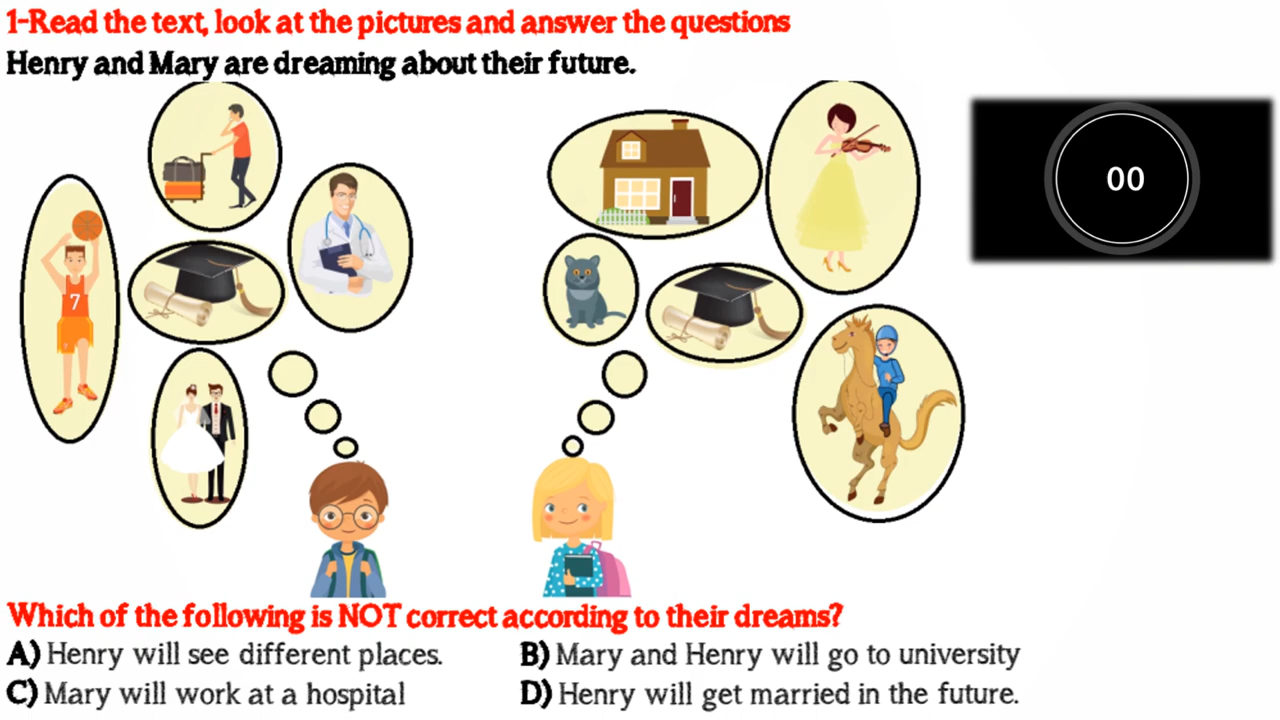 1-Read the text, look at the pictures and answer the questions
Henry and Mary are dreaming about their future.
00
7
Which of the following is NOT correct according to their dreams?
A) Henry will see different places.
B) Mary and Henry will go to university
C) Mary will work at a hospital
D) Henry will get married in the future.